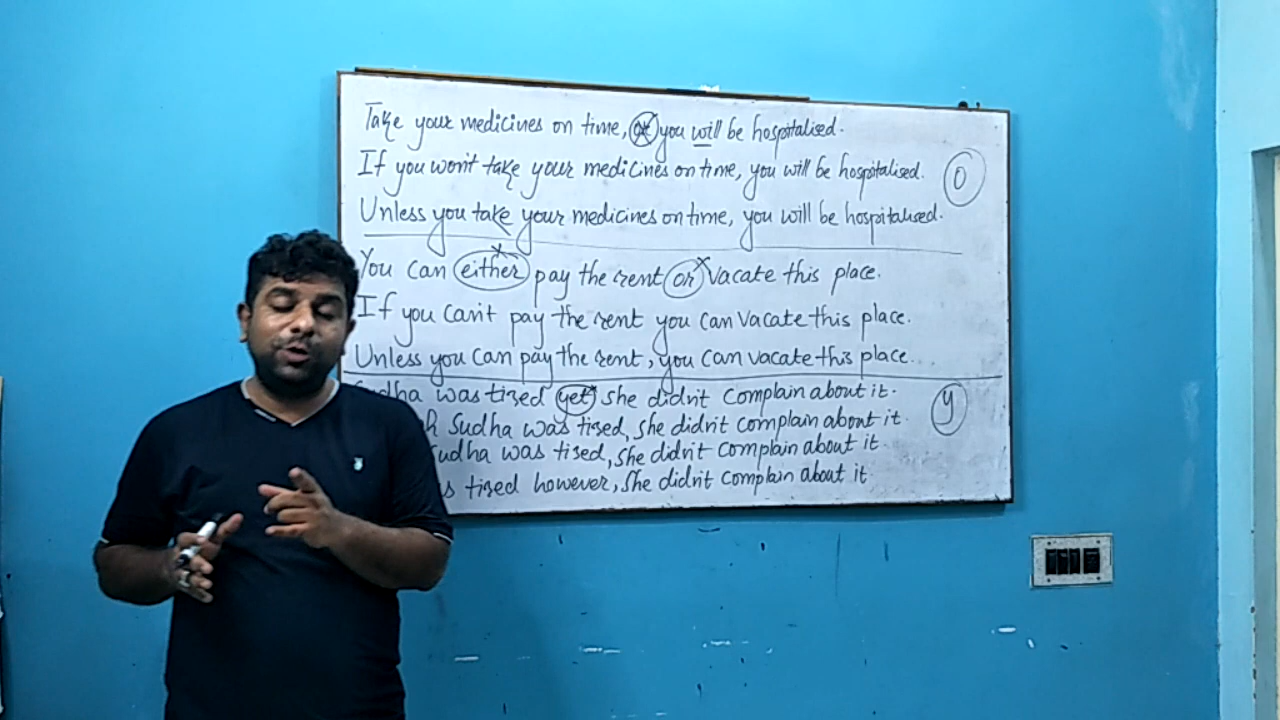 Take your medicines on time, or you will be hospitalised.
If you won't take your medicines on time, you will be hospitalised. O
Unless you take your medicines on time, you will be hospitalised.
You can either pay the rent or vacate this place.
If you can't pay the rent you can vacate this place.
Unless you can pay the rent, you can vacate this place...
Sudha was tired yet she didn't complain about it. Y
Sudha was tired, she didn't complain about it.
Sudha was tired, she didn't complain about it.
tired however, she didn't complain about it